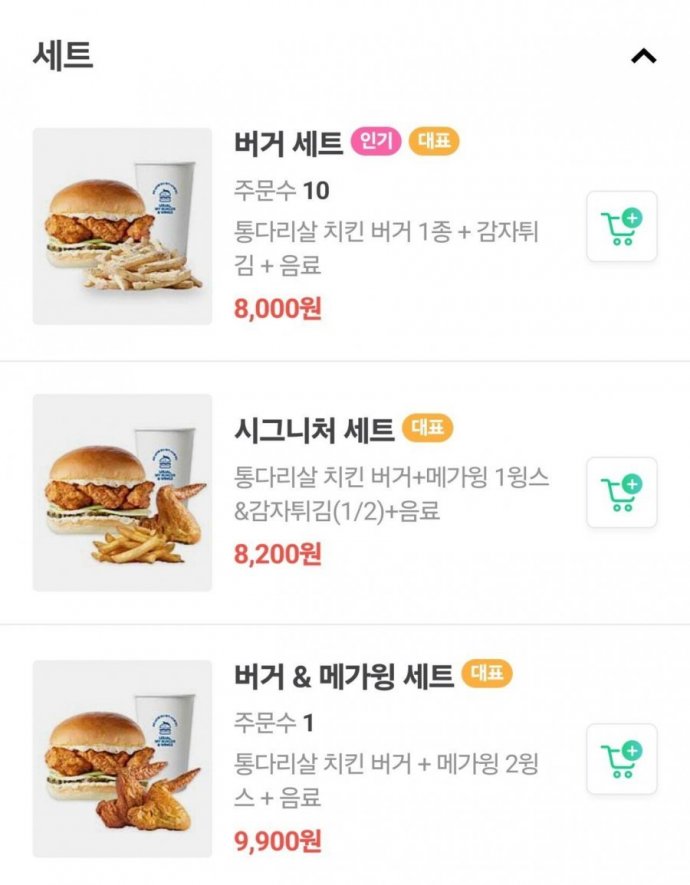 세트
버거 세트 인기 대표
주문수 10
통다리살 치킨 버거 1종 + 감자튀
김 + 음료
8,000원
시그니처 세트 대표
통다리살 치킨 버거+메가윙 1윙스
&감자튀김(1/2)+음료
8,200원
버거 & 메가윙 세트 대표
주문수 1
통다리살 치킨 버거 + 메가윙 2윙
스 + 음료
9,900원